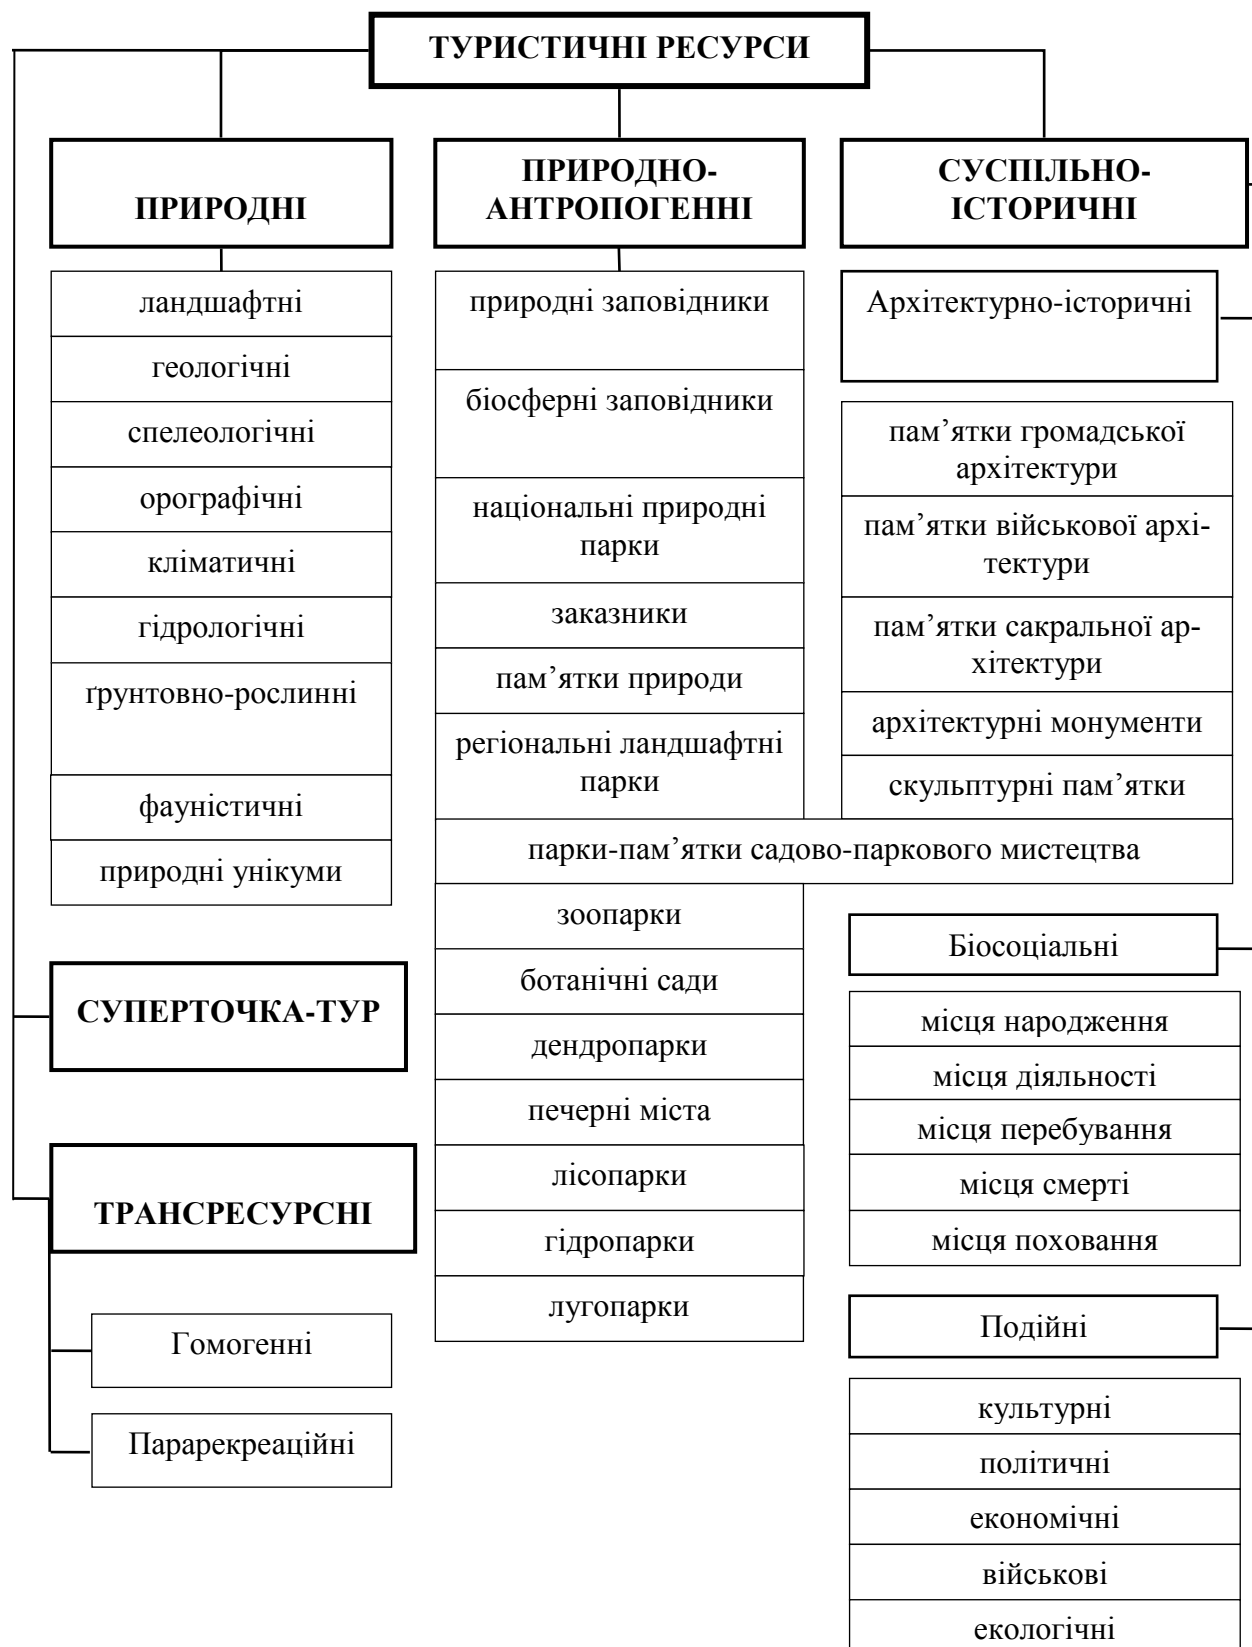 ТУРИСТИЧНІ РЕСУРСИ
ПРИРОДНІ
ландшафтні
геологічні
спелеологічні
орографічні
кліматичні
гідрологічні
ґрунтовно-рослинні
фауністичні
природні унікуми
СУПЕРТОЧКА-ТУР
ТРАНСРЕСУРСНІ
Гомогенні
Парарекреаційні
ПРИРОДНО-
АНТРОПОГЕННІ
природні заповідники
біосферні заповідники
національні природні
парки
заказники
пам’ятки природи
регіональні ландшафтні
парки
парки-пам’ятки садово-паркового мистецтва
зоопарки
ботанічні сади
дендропарки
печерні міста
лісопарки
гідропарки
лугопарки
СУСПІЛЬНО-
ІСТОРИЧНІ
Архітектурно-історичні
пам’ятки громадської
архітектури
пам’ятки військової архі-
тектури
пам’ятки сакральної ар-
хітектури
архітектурні монументи
скульптурні пам’ятки
Біосоціальні
місця народження
місця діяльності
місця перебування
місця смерті
місця поховання
Подійні
культурні
політичні
економічні
військові
екологічні